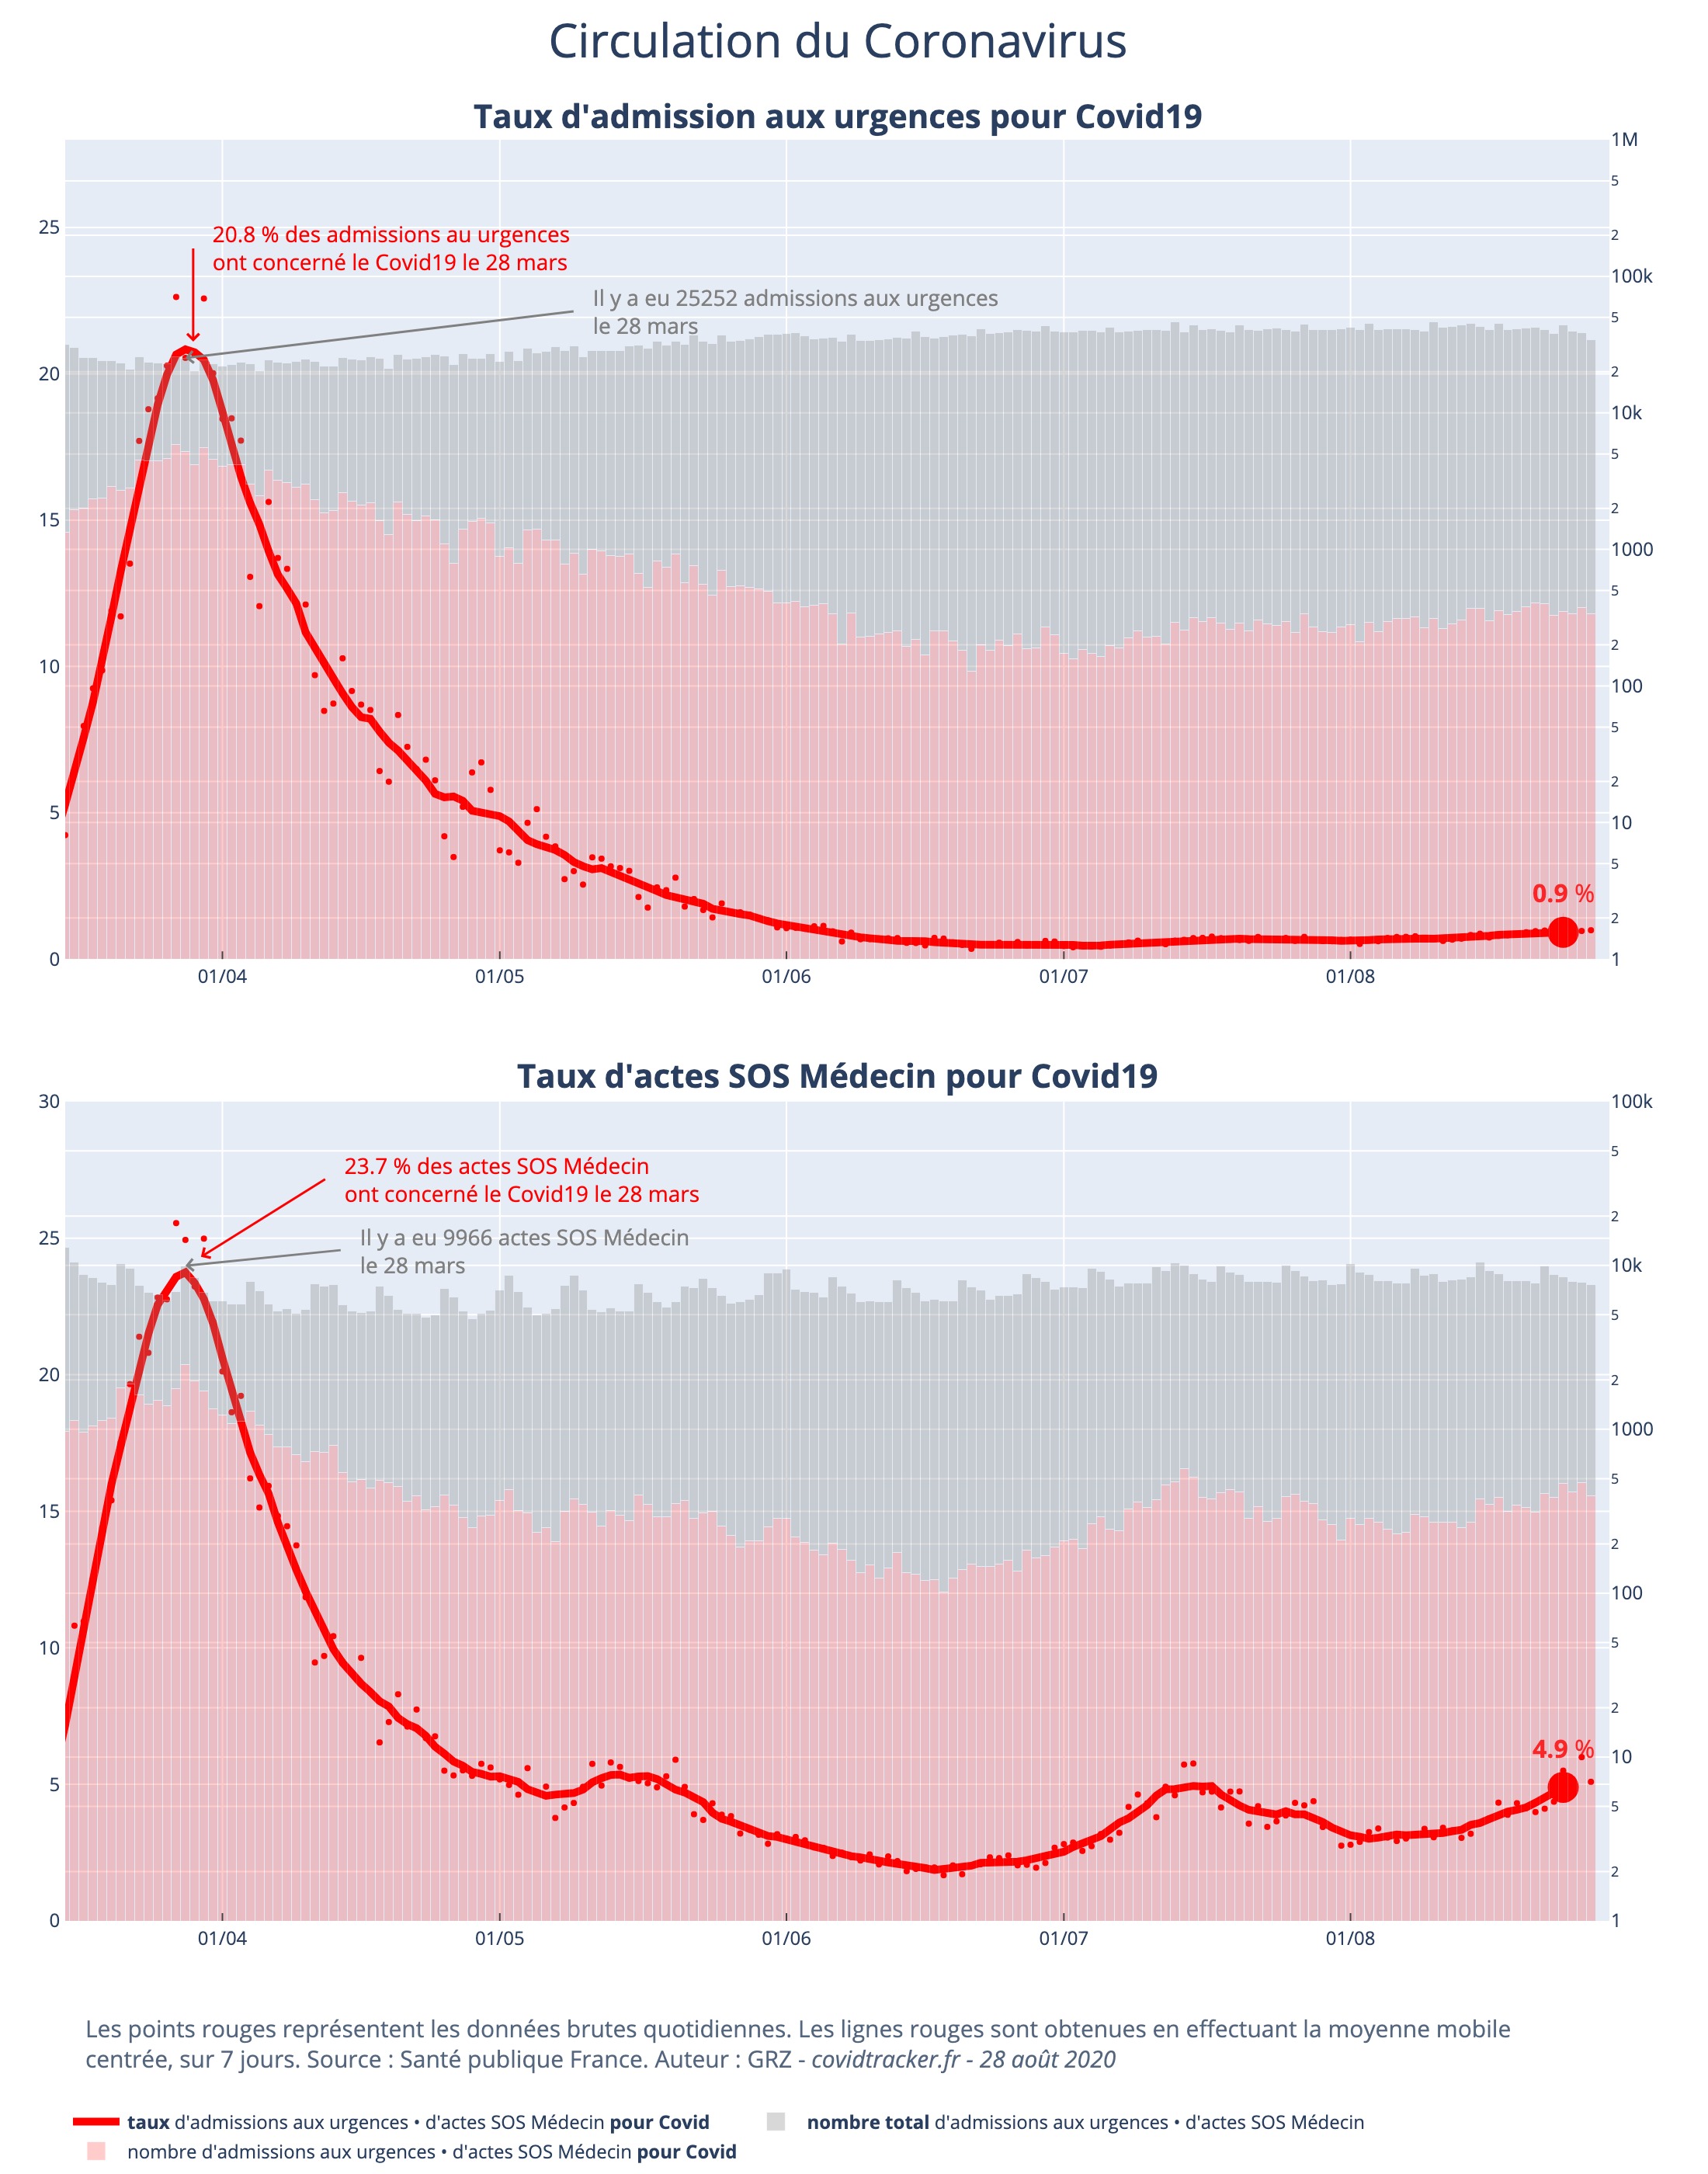 Circulation du Coronavirus
Taux d'admission aux urgences pour Covid19
1M
5
25
20.8 % des admissions au urgences
ont concerné le Covid19 le 28 mars
2
100k
Il y a eu 25252 admissions aux urgences
le 28 mars
5
20
2
10k
5
15
2
1000
5
10
2
100
5
5
2
10
5
0.9 %
2
0
1
01/04
01/05
01/06
01/07
01/08
Taux d'actes SOS Médecin pour Covid19
30
100k
5
23.7 % des actes SOS Médecin
ont concerné le Covid19 le 28 mars
2
25
Il y a eu 9966 actes SOS Médecin
le 28 mars
10k
5
20
2
1000
5
15
2
100
10
5
2
4.9 %
10
5
5
2
0
1
01/04
01/05
01/06
01/07
01/08
Les points rouges représentent les données brutes quotidiennes. Les lignes rouges sont obtenues en effectuant la moyenne mobile
centrée, sur 7 jours. Source : Santé publique France. Auteur : GRZ - covidtracker.fr - 28 août 2020
taux d'admissions aux urgences • d'actes SOS Médecin pour Covid
nombre total d'admissions aux urgences • d'actes SOS Médecin
nombre d'admissions aux urgences • d'actes SOS Médecin pour Covid